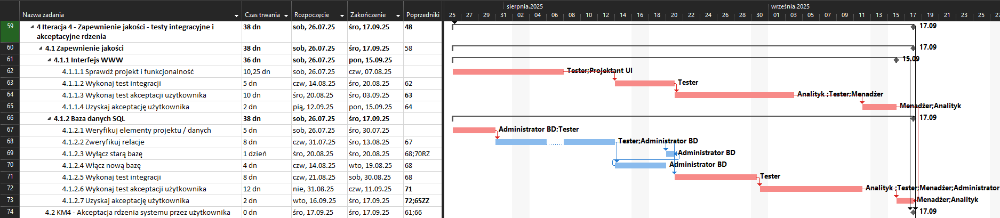 sierpnia.2025 września.2025
Nazwa zadania Czas trwania Rozpoczęcie Zakończenie Poprzedniki 25 27 29 31 02 04 06 08 10 12 14 16 18 20 22 24 26 28 30 01 03 05 07 09 11 13 15 17 19 21 23 25 27
59 4 Iteracja 4 - Zapewnienie jakości - testy integracyjne i 38 dn sob, 26.07.25 śro, 17.09.25 48 17.09
akceptacyjne rdzenia
60 4.1 Zapewnienie jakości 38 dn sob, 26.07.25 śro, 17.09.25 58 17.09
61 4.1.1 Interfejs WWW 36 dn sob, 26.07.25 pon, 15.09.25 15.09
62 4.1.1.1 Sprawdź projekt i funkcjonalność 10,25 dn sob, 26.07.25 czw, 07.08.25 Tester;Projektant UI
63 4.1.1.2 Wykonaj test integracji 5 dn czw, 14.08.25 śro, 20.08.25 62 Tester
64 4.1.1.3 Wykonaj test akceptacji użytkownika 10 dn śro, 20.08.25 śro, 03.09.25 63 Analityk ;Tester;Menadżer
65 4.1.1.4 Uzyskaj akceptację użytkownika 2 dn pią, 12.09.25 pon, 15.09.25 64 Menadżer;Analityk
66 4.1.2 Baza danych SQL 38 dn sob, 26.07.25 śro, 17.09.25 17.09
67 4.1.2.1 Weryfikuj elementy projektu / danych 5 dn sob, 26.07.25 śro, 30.07.25 Administrator BD;Tester
68 4.1.2.2 Zweryfikuj relacje 8 dn czw, 31.07.25 śro, 13.08.25 67 Tester;Administrator BD
69 4.1.2.3 Wyłącz starą bazę 1 dzień śro, 20.08.25 śro, 20.08.25 68;70RZ Administrator BD
70 4.1.2.4 Włącz nową bazę 4 dn czw, 14.08.25 wto, 19.08.25 68 Administrator BD
71 4.1.2.5 Wykonaj test integracji 8 dn czw, 21.08.25 sob, 30.08.25 68 Tester
72 4.1.2.6 Wykonaj test akceptacji użytkownika 12 dn nie, 31.08.25 czw, 11.09.25 71 Analityk ;Tester;Menadżer;Administrator
73 4.1.2.7 Uzyskaj akceptację użytkownika 2 dn wto, 16.09.25 śro, 17.09.25 72;65ZZ Menadżer;Analityk
74 4.2 KM4 - Akceptacja rdzenia systemu przez użytkownika 0 dn śro, 17.09.25 śro, 17.09.25 61;66 17.09